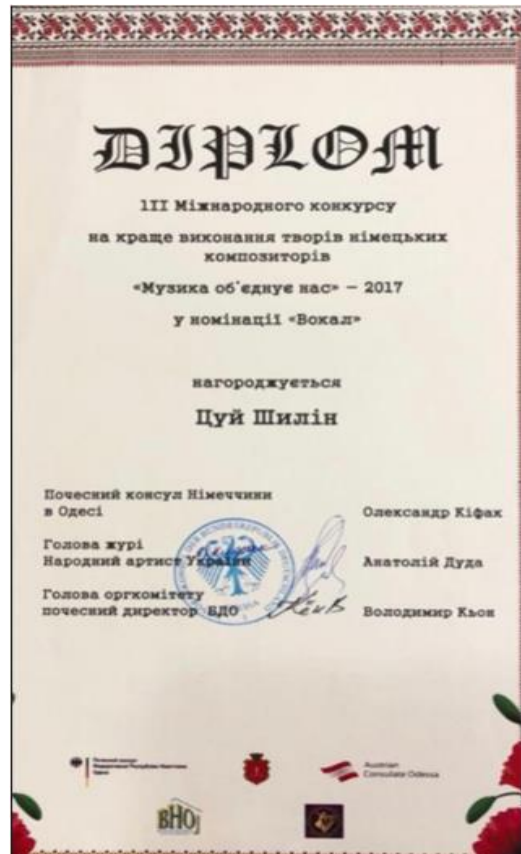 DIPLOM
III Міжнародного конкурсу
на краще виконання творів німецьких
композиторів
«Музика об'єднує нас» – 2017
у номінації «Вокал»
нагороджується
Цуй Шилін
Почесний консул Німеччини
в Одесі
Олександр Кіфак
Голова журі
Народний артист України
Анатолій Дуда
Голова оргкомітету
почесний директор БДО
Володимир Кьон
Austrian
Consulate Odessa